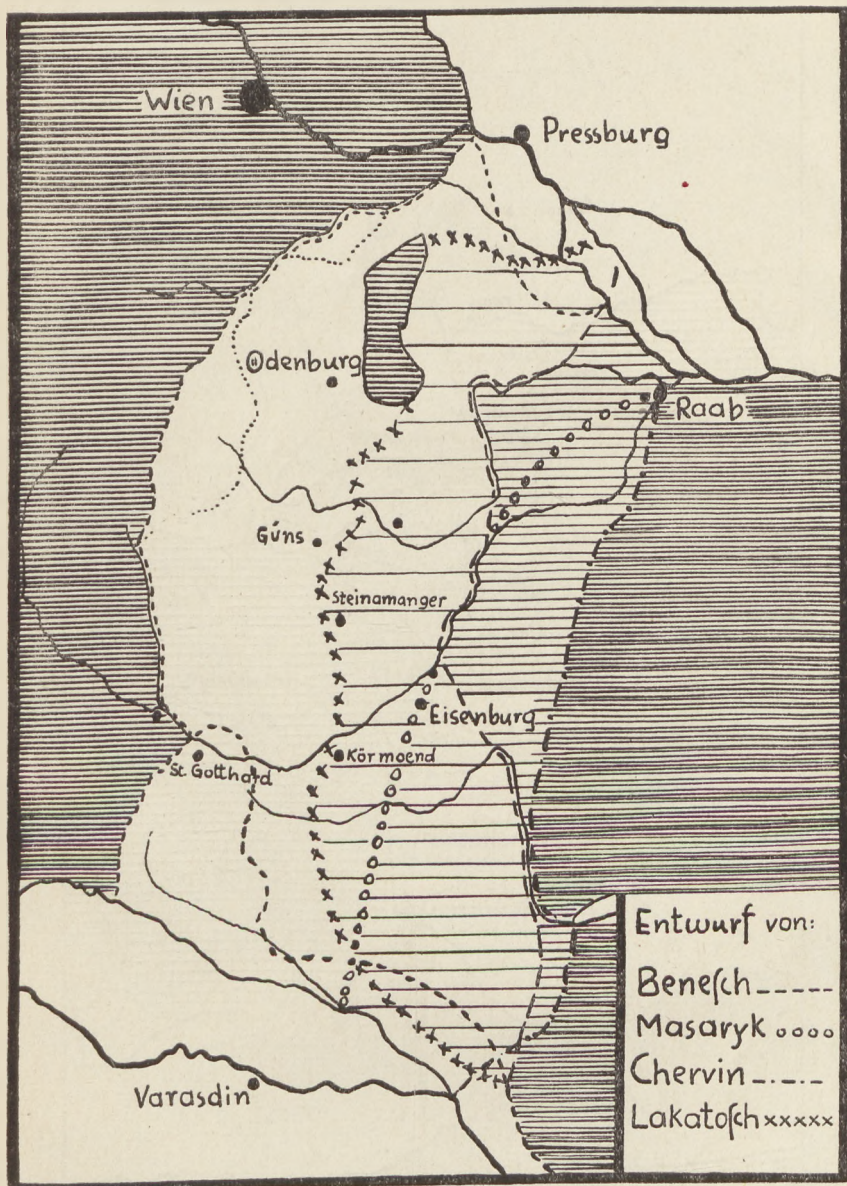 Wien
Pressburg
Ödenburg
Raab
Güns
Steinamanger
Eisenburg
Körmoend
St. Gotthard
Varasdin
Entwurf von:
Beneſch
Masaryk
Chervin
Lakatoſch